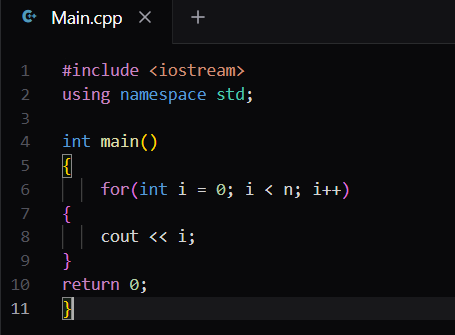 Main.cpp
1 #include <iostream>
2 using namespace std;
3
4 int main()
5 {
6         for(int i = 0; i < n; i++)
7 {
8         cout << i;
9 }
10 return 0;
11 }